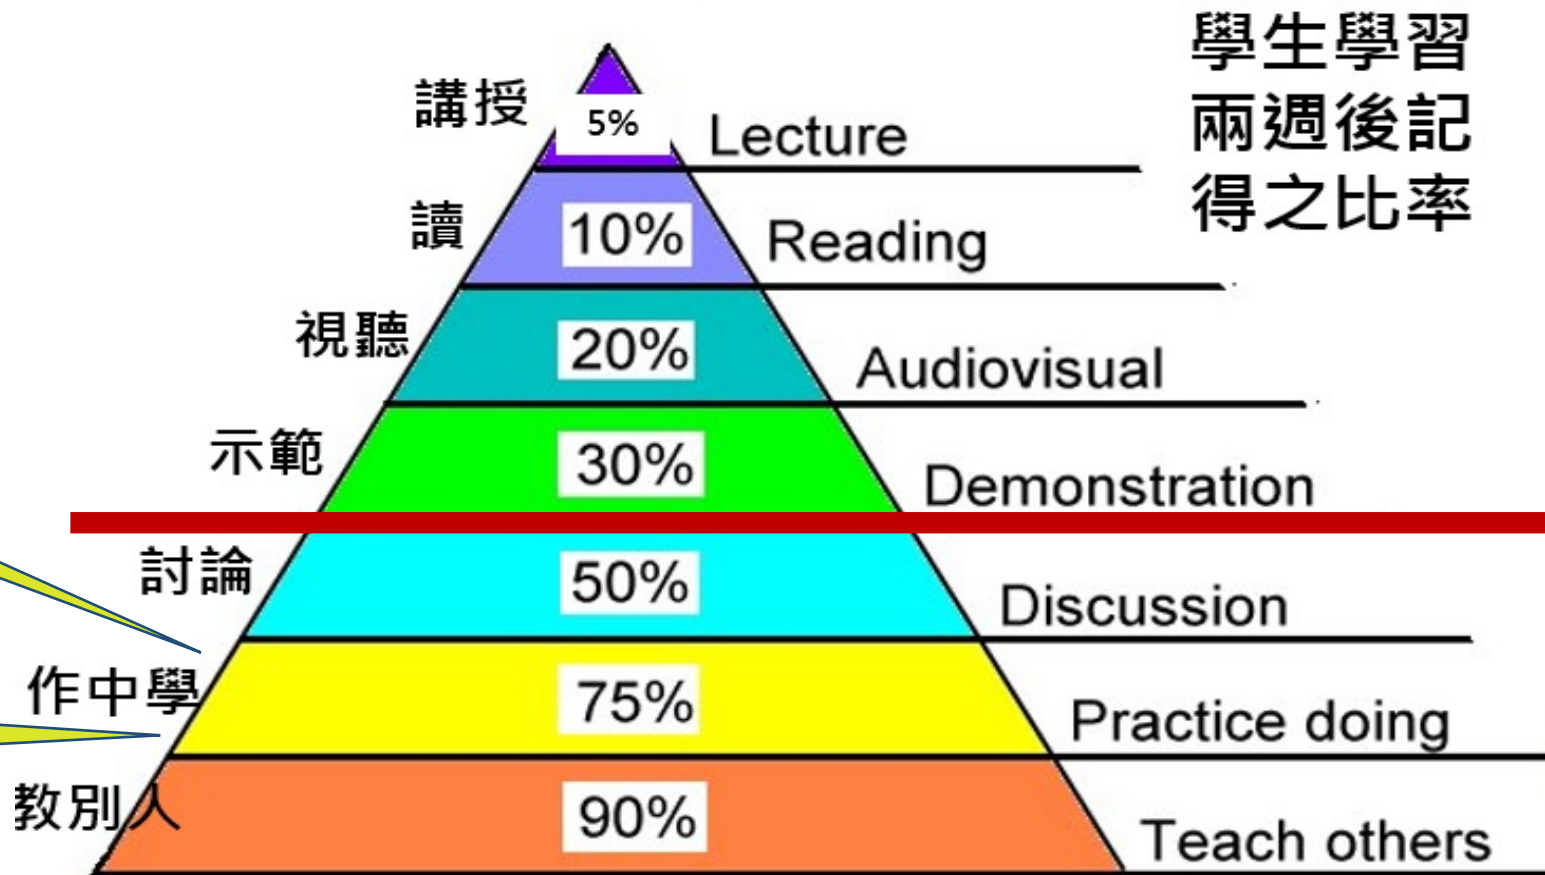 學生學習
兩週後記
得之比率
講授
5%
Lecture
讀
10%
Reading
視聽
20%
Audiovisual
示範
30%
Demonstration
討論
50%
Discussion
作中學
75%
Practice doing
教別人
90%
Teach others